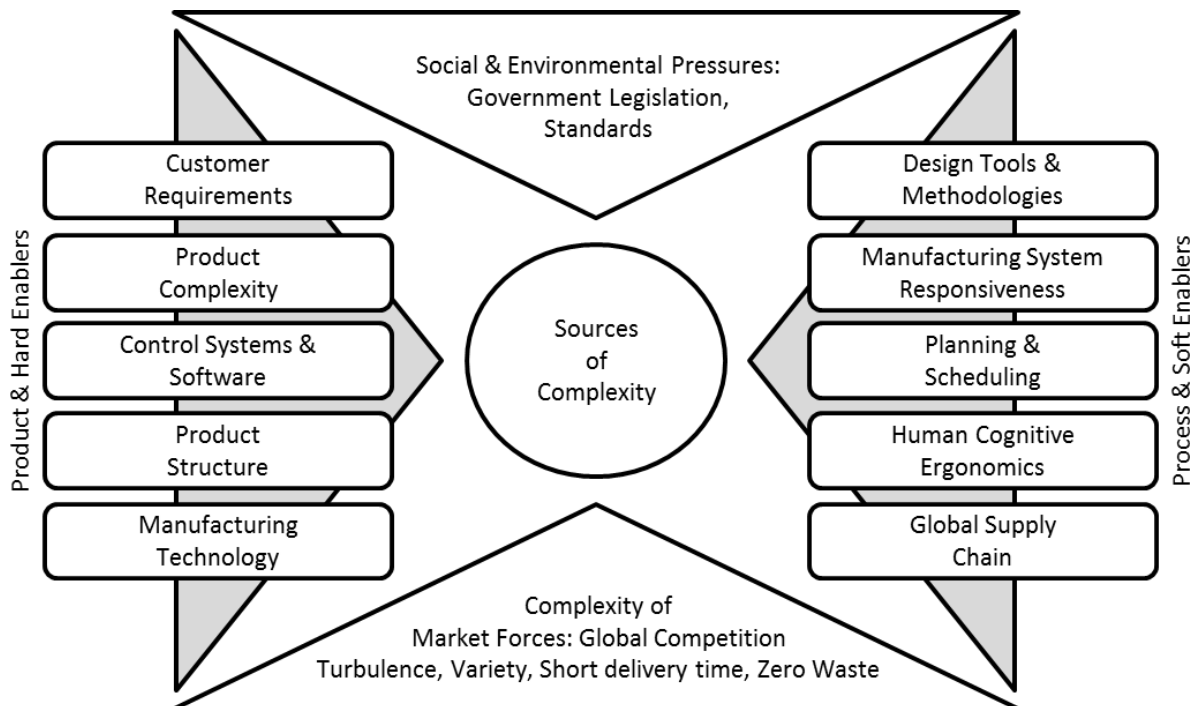 Social & Environmental Pressures:
Government Legislation,
Standards
Product & Hard Enablers
Customer
Requirements
Product
Complexity
Control Systems &
Software
Product
Structure
Manufacturing
Technology
Sources
of
Complexity
Design Tools &
Methodologies
Manufacturing System
Responsiveness
Planning &
Scheduling
Human Cognitive
Ergonomics
Global Supply
Chain
Process & Soft Enablers
Complexity of
Market Forces: Global Competition
Turbulence, Variety, Short delivery time, Zero Waste